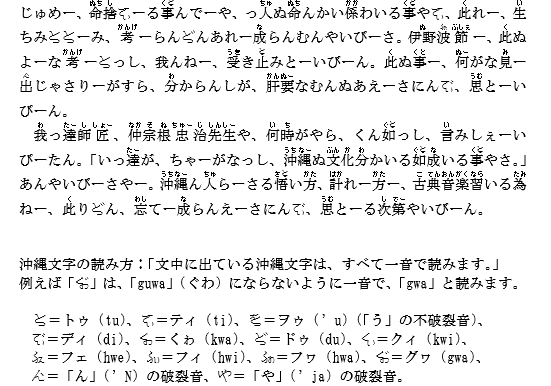 じゅめー、命捨てぃーる事んでーや、っ人ぬ命んかい係わいる事やてぃ、此れー、生
ちみとぅとぅーみ、考ーらんどぅんあれー成らんむんやいびーさ。伊野波節ー、此ぬ
よーな考ーとぅっし、我んねー、受き止みとーいびーん。此ぬ事ー、何がな見ー
出じゃさりーがすら、分からんしが、肝要なむんぬあえーさにんでぃ、思とーい
びーん。
我っ達師匠、仲宗根忠治先生や、何時がやら、くん如っし、言みしぇーい
びーたん。「いっ達が、ちゃーがなっし、沖縄ぬ文化分かいる如成いる事やさ。」
あんやいびーさやー。沖縄ん人らーさる悟い方、計れー方ー、古典音楽習いる為
ねー、此りどぅん、忘てー成らんえーさにんでぃ、思とーる次第やいびーん。
沖縄文字の読み方：「文中に出ている沖縄文字は、すべて一音で読みます。」
例えば「ぐゎ」は、「guwa」（ぐわ）にならないように一音で、「gwa」と読みます。
とぅ＝トゥ（tu）、てぃ＝ティ（ti）、をぅ＝ヲゥ（’u）（「う」の不破裂音）、
でぃ＝ディ（di）、くゎ＝くゎ（kwa）、どぅ＝ドゥ（du）、くぃ＝クィ（kwi）、
ふぇ＝フェ（hwe）、ふぃ＝フィ（hwi）、ふゎ＝フヮ（hwa）、ぐゎ＝グヮ（gwa）、
ん＝「ん」（’N）の破裂音、や＝「や」（’ja）の破裂音。